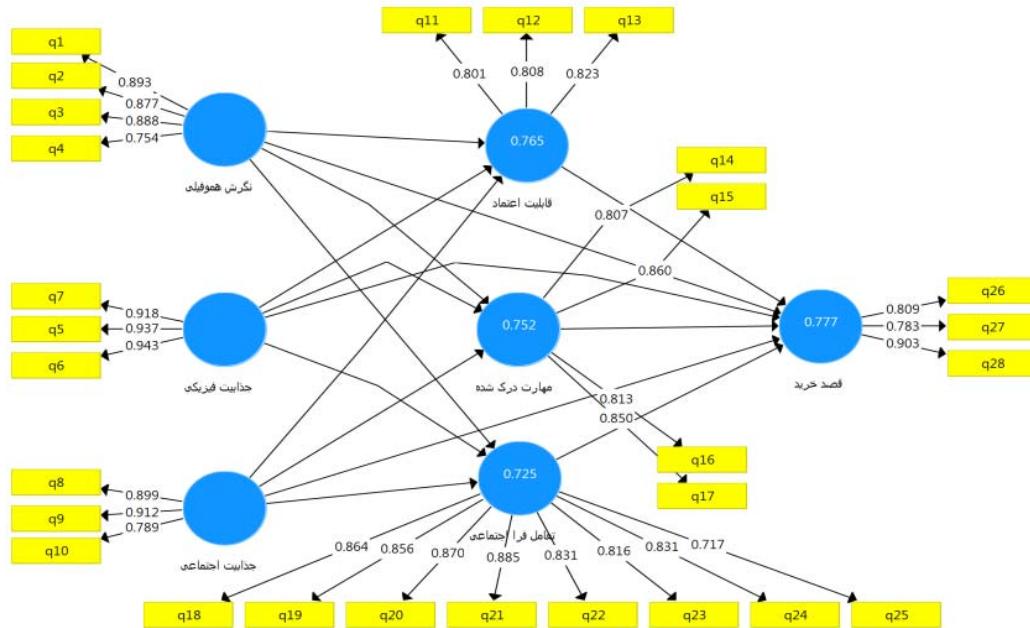 q11
q12
q13
0.801
0.808
0.823
q1
q2
q3
q4
0.893
0.877
0.888
0.754
نگرش هموفیلی
0.765
قابلیت اعتماد
q14
q15
0.807
0.860
q7
q5
q6
0.918
0.937
0.943
جذابیت فیزیکی
0.752
مهارت درک شده
0.813
0.850
q16
q17
0.777
قصد خرید
0.809
0.783
0.903
q26
q27
q28
q8
q9
q10
0.899
0.912
0.789
جذابیت اجتماعی
0.725
تعامل فرا اجتماعی
0.864
0.856
0.870
0.885
0.831
0.816
0.831
0.717
q18
q19
q20
q21
q22
q23
q24
q25